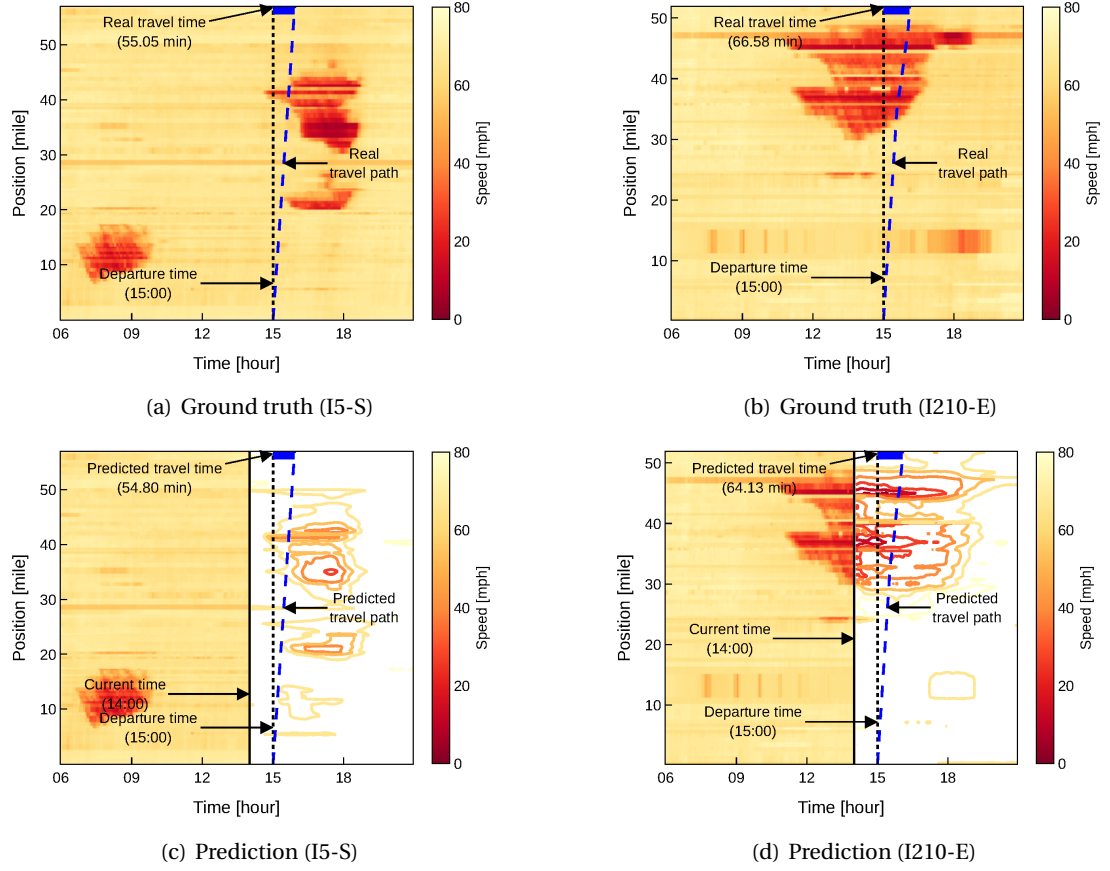 Real travel time
(55.05 min)
Real
travel path
Departure time
(15:00)
50
40
30
20
10
06
09
12
15
18
Position [mile]
Time [hour]
80
60
40
20
0
Speed [mph]
(a) Ground truth (I5-S)
Real travel time
(66.58 min)
Real
travel path
Departure time
(15:00)
50
40
30
20
10
06
09
12
15
18
Position [mile]
Time [hour]
80
60
40
20
0
Speed [mph]
(b) Ground truth (I210-E)
Predicted travel time
(54.80 min)
Predicted
travel path
Current time
(14:00)
Departure time
(15:00)
50
40
30
20
10
06
09
12
15
18
Position [mile]
Time [hour]
80
60
40
20
0
Speed [mph]
(c) Prediction (I5-S)
Predicted travel time
(64.13 min)
Predicted
travel path
Current time
(14:00)
Departure time
(15:00)
50
40
30
20
10
06
09
12
15
18
Position [mile]
Time [hour]
80
60
40
20
0
Speed [mph]
(d) Prediction (I210-E)